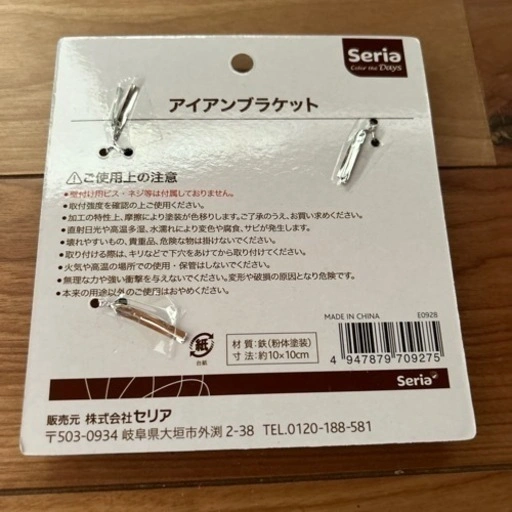 Seria
Color the Days
アイアンブラケット
⚠ご使用上の注意
●壁付け用ビス・ネジ等は付属しておりません。
●取付強度を確認の上ご使用ください。
●加工の特性上、摩擦により塗装が色移りします。ご了承のうえ、お買い求めください。
●直射日光や高温多湿、水濡れにより変色や腐食、サビが発生します。
●壊れやすいもの、貴重品、危険な物は掛けないでください。
●取り付ける際は、キリなどで下穴をあけてから取付けてください。
●火気や高温の場所での使用・保管はしないでください。
●無理な力や強い衝撃を与えないでください。変形や破損の原因となり危険です。
●本来の用途以外のご使用はおやめください。
MADE IN CHINA
E0928
紙
台紙
材質:鉄(粉体塗装)
寸法:約10×10cm
4 947879 709275
Seria
販売元 株式会社セリア
〒503-0934 岐阜県大垣市外渕 2-38 TEL.0120-188-581